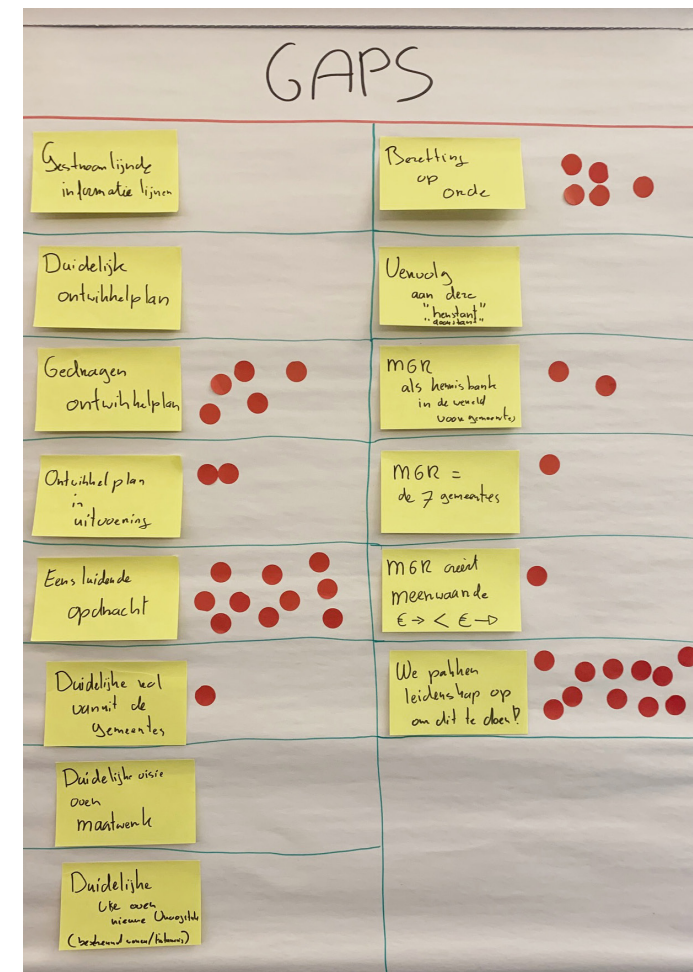 GAPS
Gestroomlijnde
informatie lijnen
Duidelijk
ontwikkelplan
Gedragen
ontwikkelplan
Ontwikkelplan
in
uitvoering
Eensluidende
opdracht
Duidelijke rol
vanuit de
gemeentes
Duidelijke visie
over
maatwerk
Duidelijke
over
nieuwe
Bezetting
op
orde
Vervolg
aan deze
"herstart"
"doorstart"
MGR
als kennisbank
in de wereld
voor gemeentes
MGR =
de 7 gemeentes
MGR creërt
meerwaarde
€→ < €→
We pakken
leiderschap op
om dit te doen!